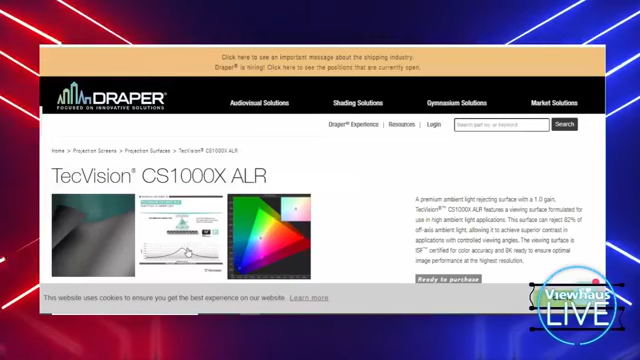 Click here to see an important message about the shipping industry.
Draper® is hiring! Click here to see the positions that are currently open.
DRAPER
FOCUSED ON INNOVATIVE SOLUTIONS
Audiovisual Solutions Shading Solutions Gymnasium Solutions Market Solutions
Draper® Experience Resources Login Search part no. or keyword Search
Home > Projection Screens > Projection Surfaces > TecVision® CS1000X ALR
TecVision® CS1000X ALR
A premium ambient light rejecting surface with a 1.0 gain,
TecVision®™ CS1000X ALR features a viewing surface formulated for
use in high ambient light applications. This surface can reject 82% of
off-axis ambient light, allowing it to achieve superior contrast in
applications with controlled viewing angles. The viewing surface is
ISF™ certified for color accuracy and 8K ready to ensure optimal
image performance at the highest resolution.
Ready to purchase
This website uses cookies to ensure you get the best experience on our website. Learn more
Viewhaus
LIVE